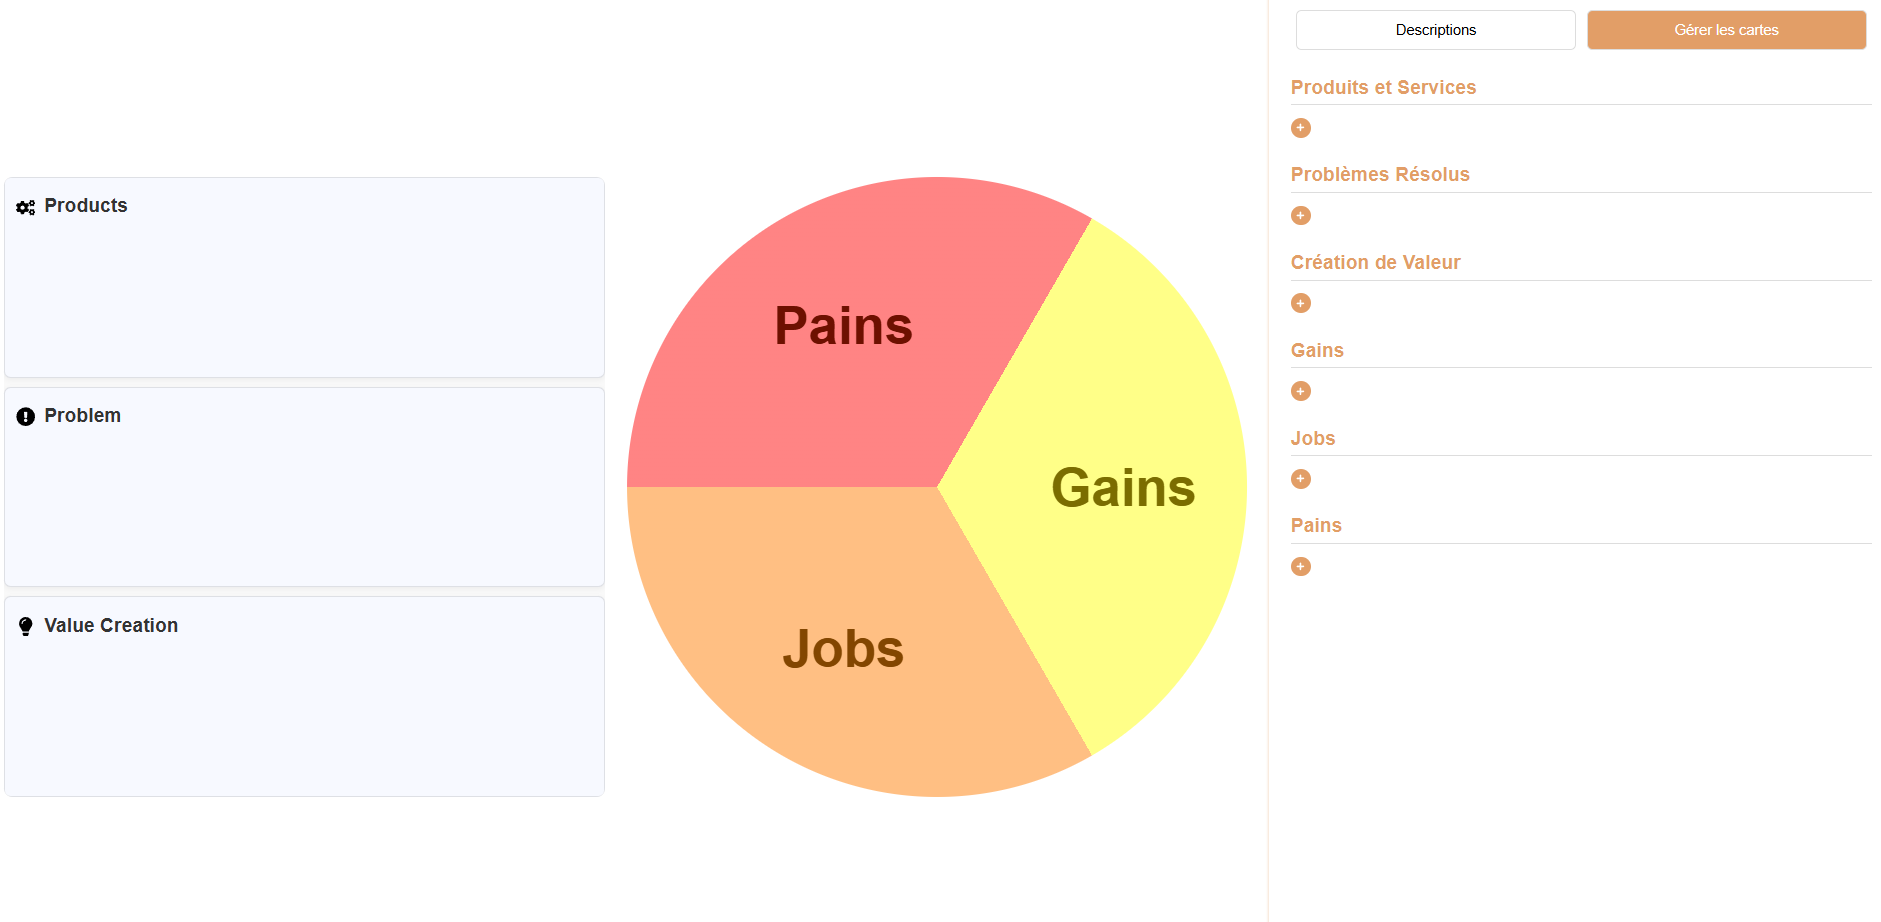 Products
Problem
Value Creation
Pains
Gains
Jobs
Descriptions
Gérer les cartes
Produits et Services
Problèmes Résolus
Création de Valeur
Gains
Jobs
Pains